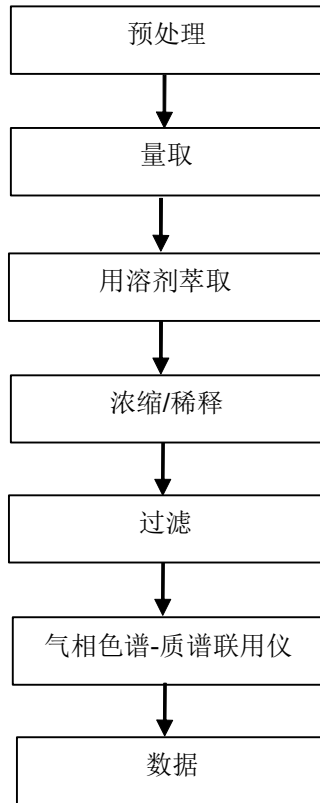 预处理
量取
用溶剂萃取
浓缩/稀释
过滤
气相色谱-质谱联用仪
数据